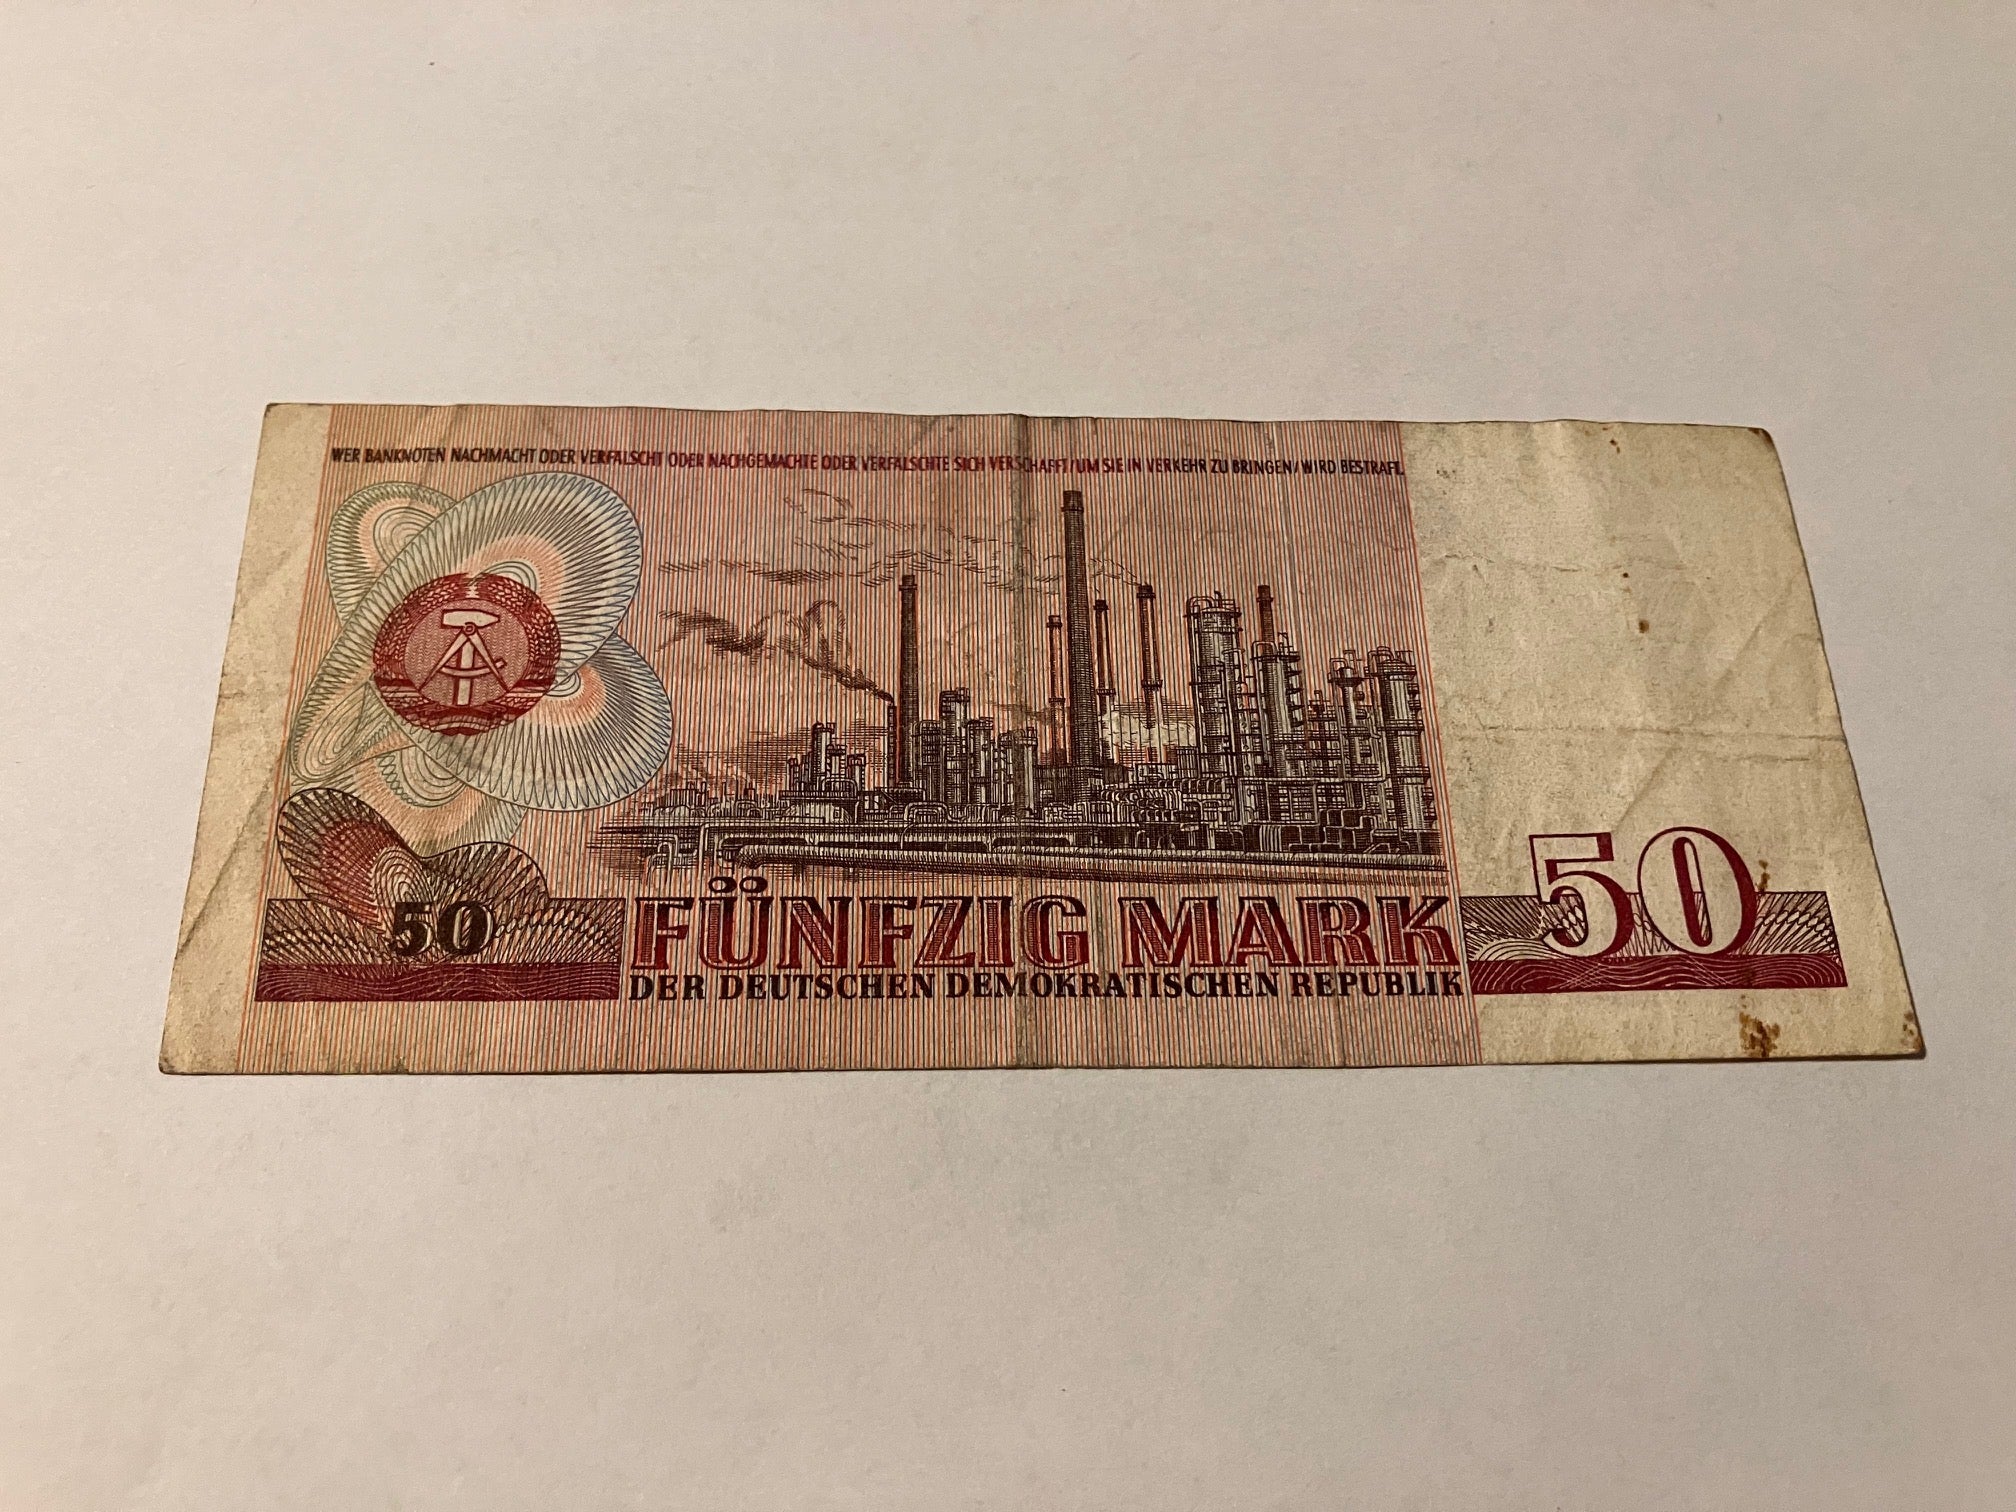 WER BANKNOTEN NACHMACHT ODER VERFÄLSCHT ODER NACHGEMACHTE ODER VERFÄLSCHTE SICH VERSCHAFFT/UM SIE IN VERKEHR ZU BRINGEN/WIRD BESTRAFT.
50
FÜNFZIG MARK
50
DER DEUTSCHEN DEMOKRATISCHEN REPUBLIK